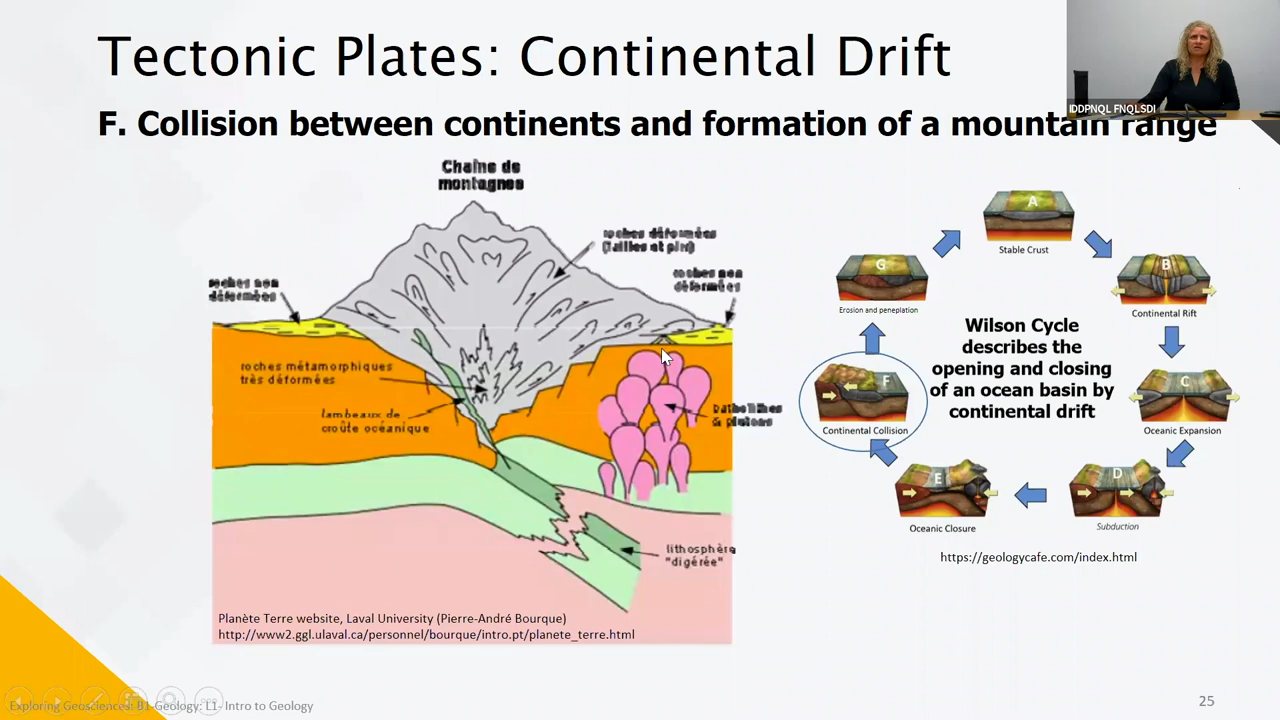 Tectonic Plates: Continental Drift
IDDPNQL FNQLSDI
F. Collision between continents and formation of a mountain range
Chaîne de
montagnes
roches déformées
(failles et plis)
roches non
déformées
roches non
déformées
roches métamorphiques
très déformées
lambeaux de
croûte océanique
batholites
& plutons
lithosphère
"digérée"
Planète Terre website, Laval University (Pierre-André Bourque)
http://www2.ggl.ulaval.ca/personnel/bourque/intro.pt/planete_terre.html
A
Stable Crust
G
B
Erosion and peneplation
Continental Rift
Wilson Cycle
describes the
opening and closing
of an ocean basin by
continental drift
F
C
Continental Collision
Oceanic Expansion
E
D
Oceanic Closure
Subduction
https://geologycafe.com/index.html
Exploring Geosciences: B1-Geology: L1- Intro to Geology
25